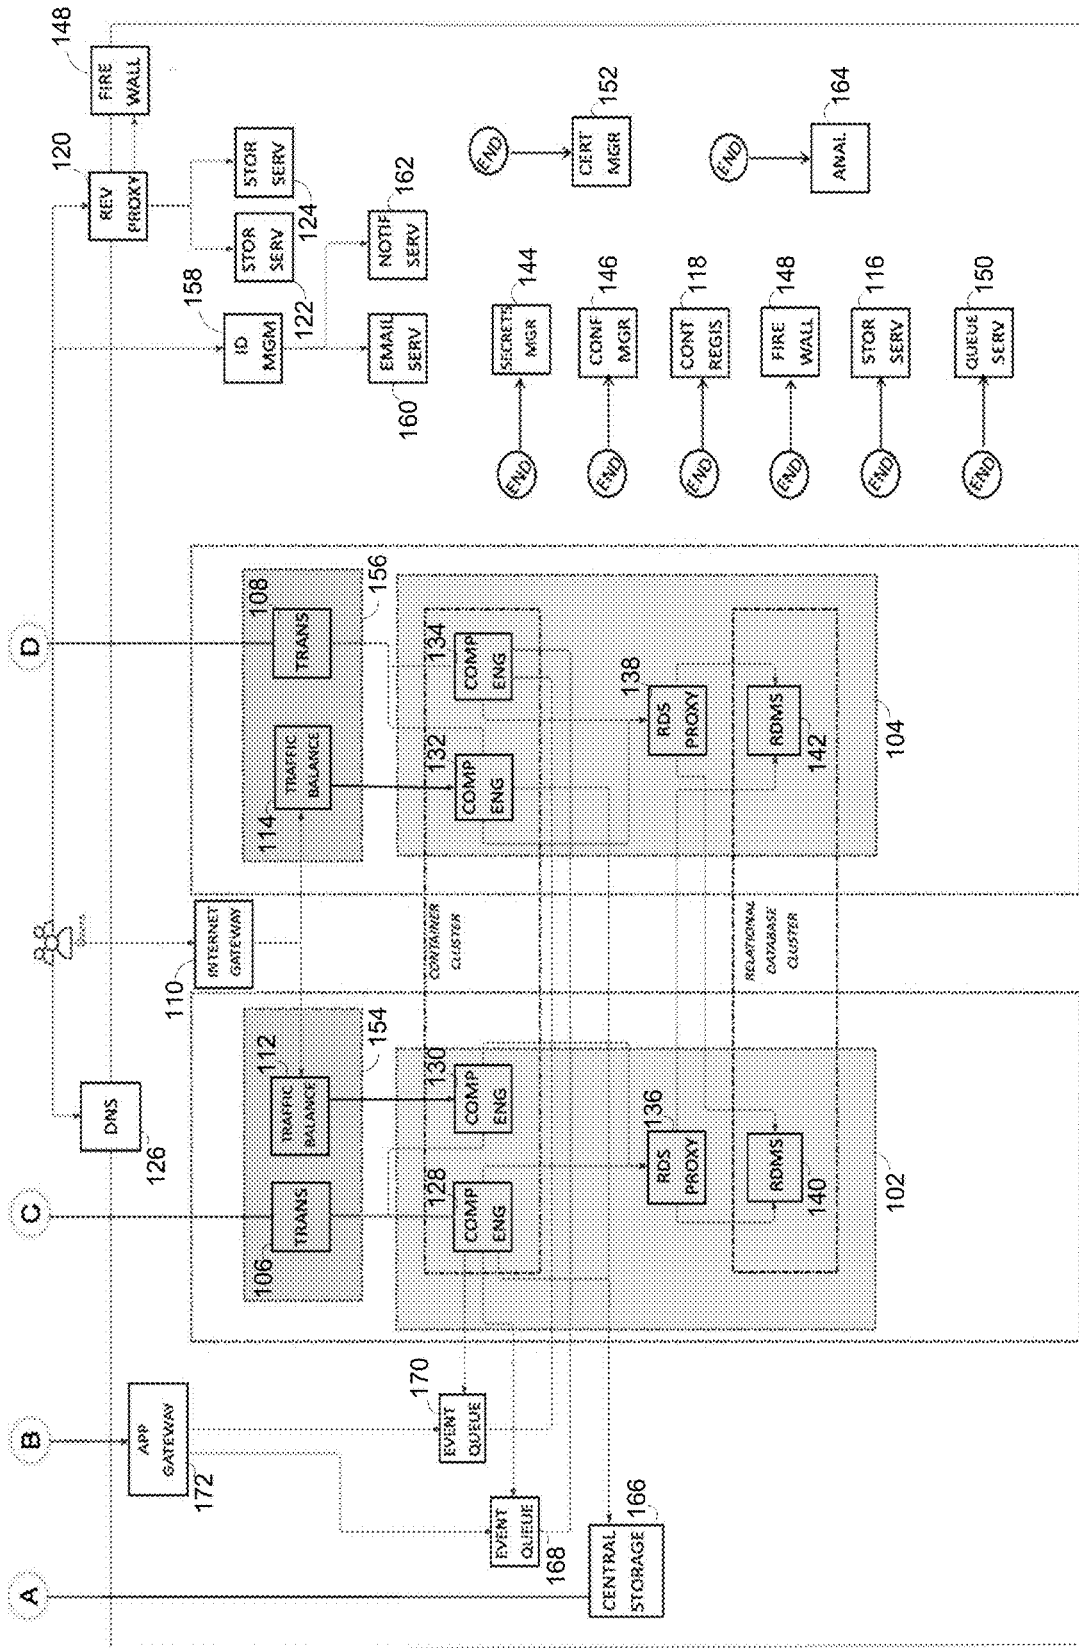 A
B
C
D
APP
GATEWAY
172
DNS
126
INTERNET
GATEWAY
110
REV
PROXY
120
FIRE
WALL
148
STOR
SERV
122
STOR
SERV
124
ID
MGM
158
EMAIL
SERV
160
NOTIF
SERV
162
TRANS
106
TRAFFIC
BALANCE
112
154
TRAFFIC
BALANCE
114
TRANS
108
156
EVENT
QUEUE
170
EVENT
QUEUE
168
CENTRAL
STORAGE
166
COMP
ENG
128
COMP
ENG
130
CONTAINER
CLUSTER
COMP
ENG
132
COMP
ENG
134
RDS
PROXY
136
RDS
PROXY
138
RDMS
140
RELATIONAL
DATABASE
CLUSTER
RDMS
142
102
104
END
SECRETS
MGR
144
END
CONF
MGR
146
END
CONT
REGIS
118
END
FIRE
WALL
148
END
STOR
SERV
116
END
QUEUE
SERV
150
END
CERT
MGR
152
END
ANAL
164